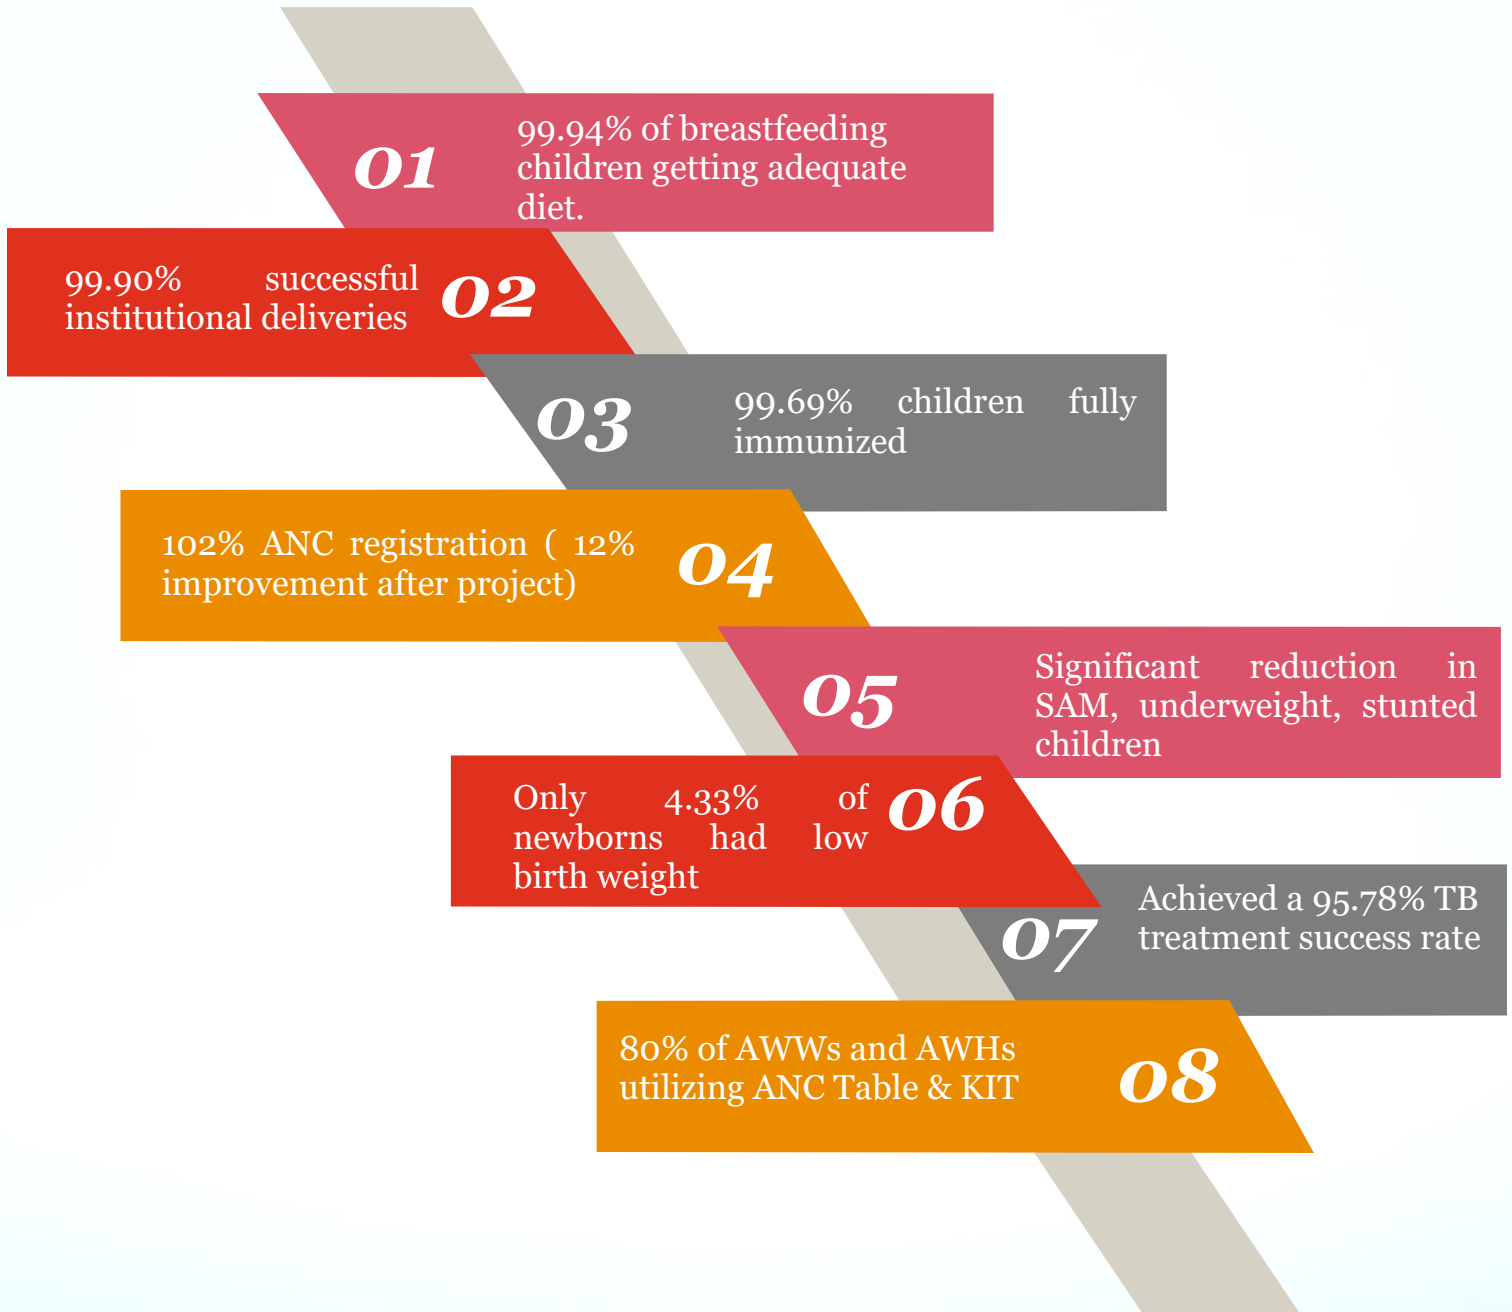 01
99.94% of breastfeeding
children getting adequate
diet.
99.90% successful
institutional deliveries
02
03
99.69% children fully
immunized
102% ANC registration ( 12%
improvement after project)
04
05
Significant reduction in
SAM, underweight, stunted
children
Only 4.33% of
newborns had low
birth weight
06
07
Achieved a 95.78% TB
treatment success rate
80% of AWWs and AWHs
utilizing ANC Table & KIT
08